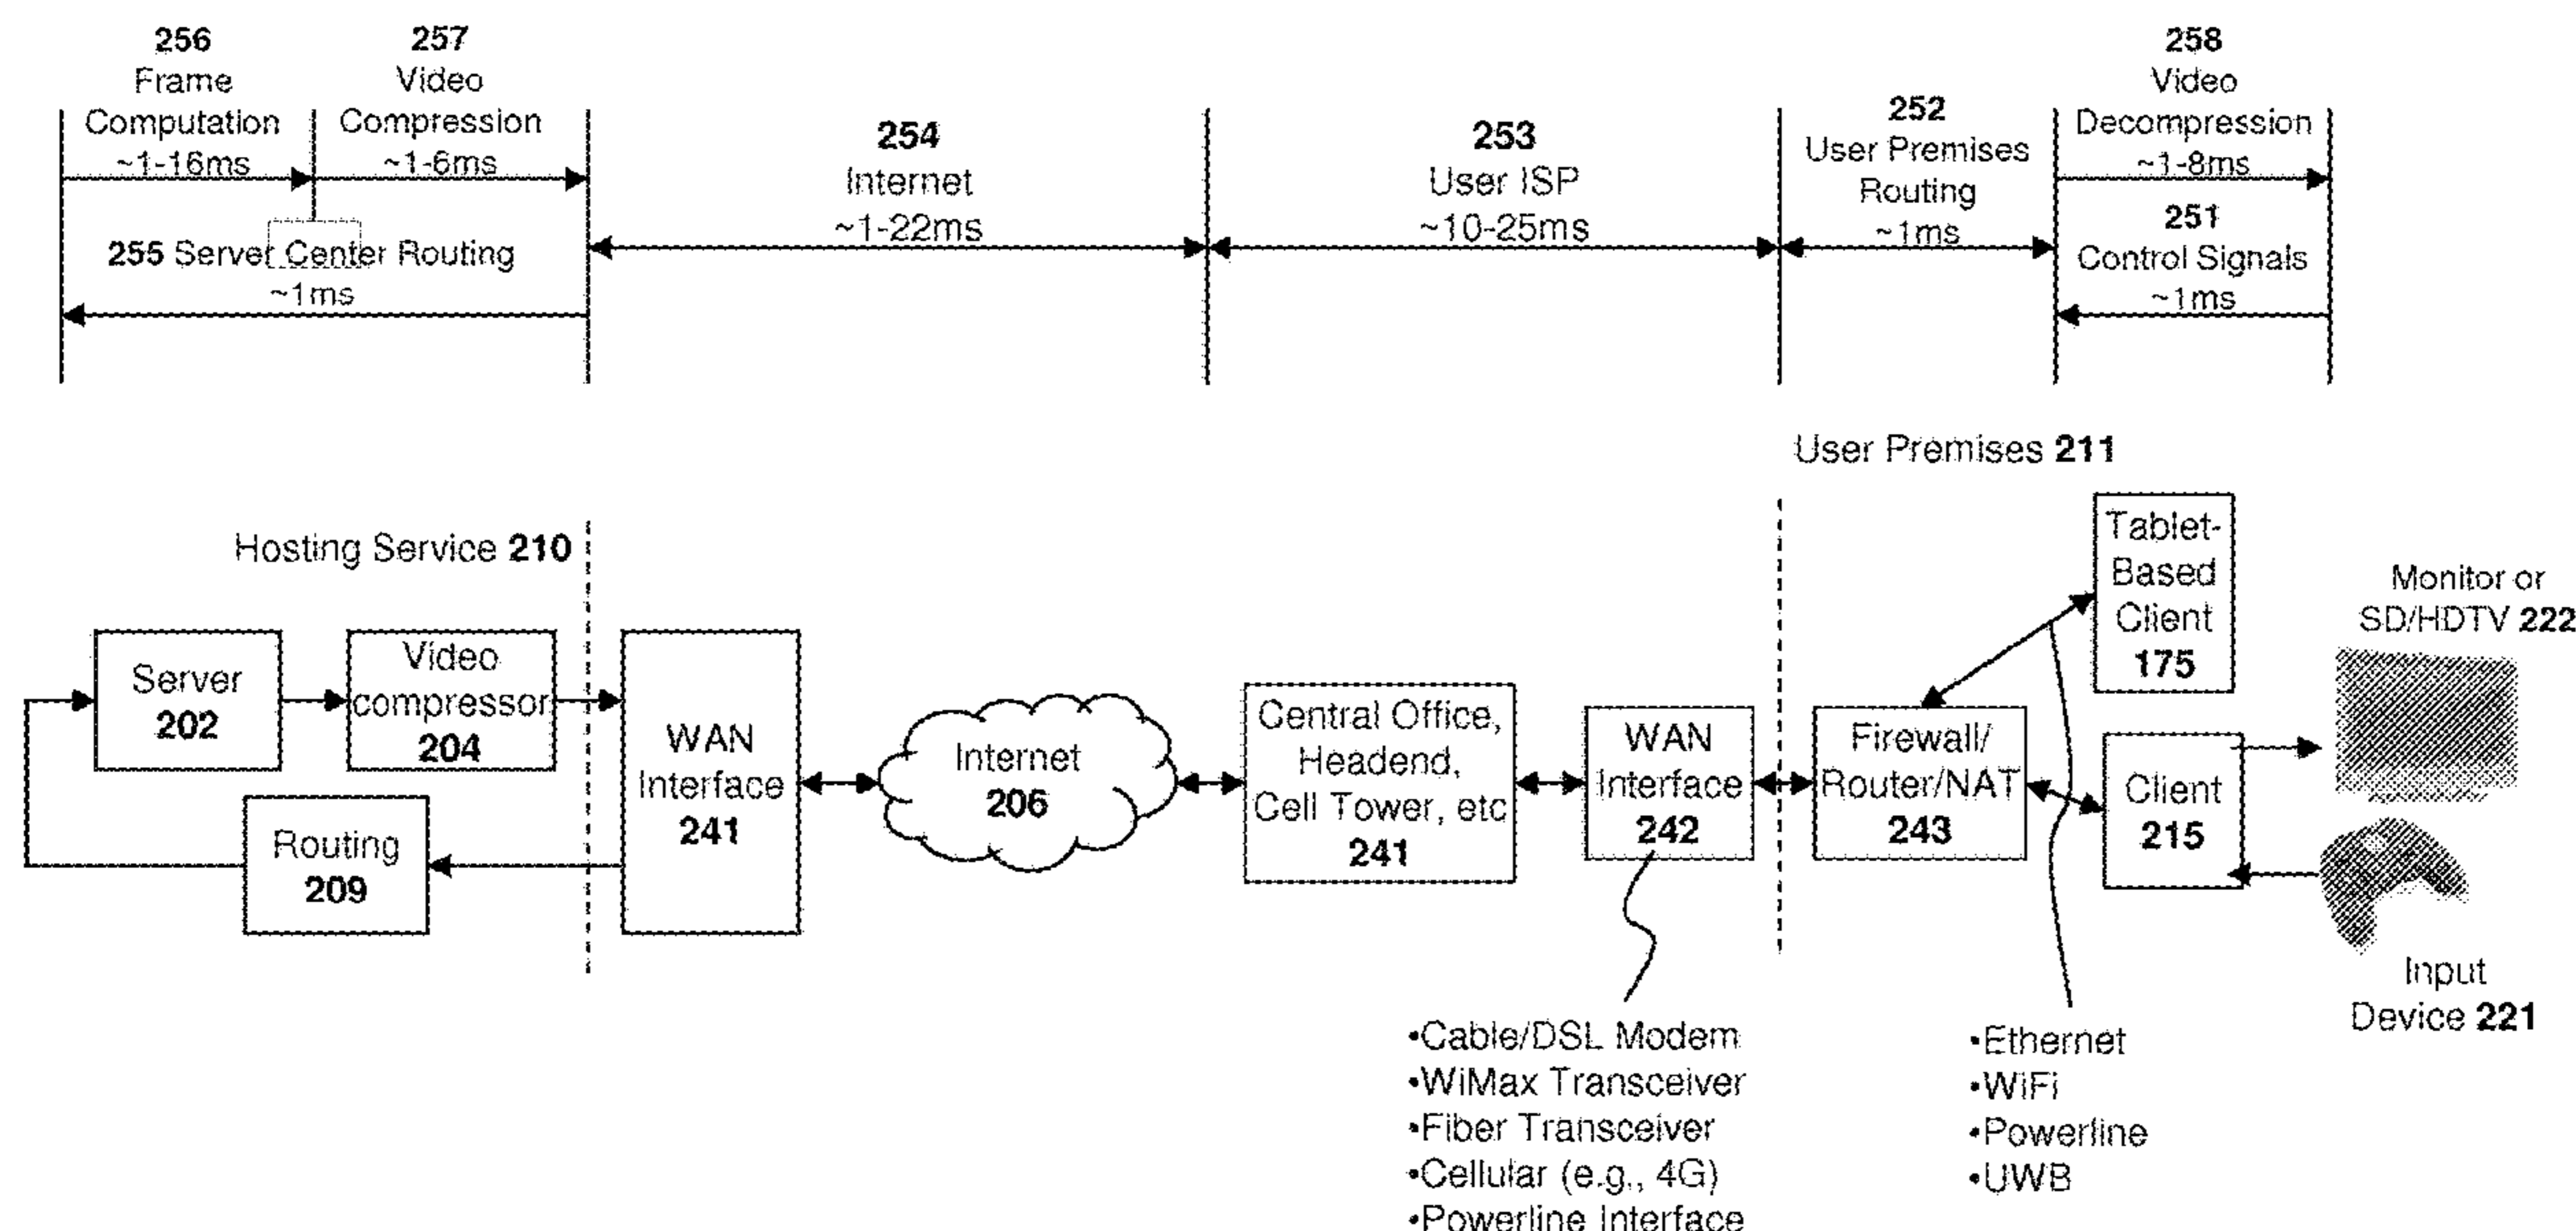 256
Frame
Computation
~1-16ms
257
Video
Compression
~1-6ms
255 Server Center Routing
~1ms
254
Internet
~1-22ms
253
User ISP
~10-25ms
252
User Premises
Routing
~1ms
258
Video
Decompression
~1-8ms
251
Control Signals
~1ms
User Premises 211
Hosting Service 210
Server
202
Video
compressor
204
Routing
209
WAN
Interface
241
Internet
206
Central Office,
Headend,
Cell Tower, etc
241
WAN
Interface
242
Firewall/
Router/NAT
243
Tablet-
Based
Client
175
Client
215
Monitor or
SD/HDTV 222
Input
Device 221
•Cable/DSL Modem
•WiMax Transceiver
•Fiber Transceiver
•Cellular (e.g., 4G)
•Powerline Interface
•Ethernet
•WiFi
•Powerline
•UWB